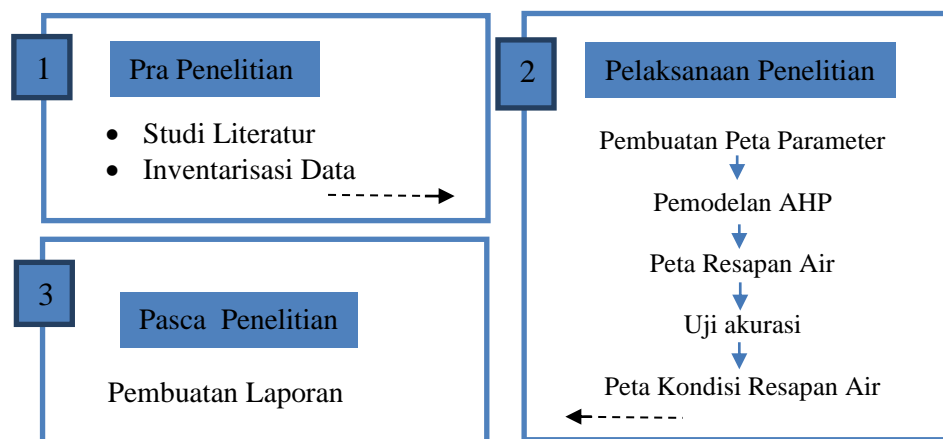 1
Pra Penelitian
• Studi Literatur
• Inventarisasi Data
2
Pelaksanaan Penelitian
Pembuatan Peta Parameter
Pemodelan AHP
Peta Resapan Air
Uji akurasi
Peta Kondisi Resapan Air
3
Pasca Penelitian
Pembuatan Laporan